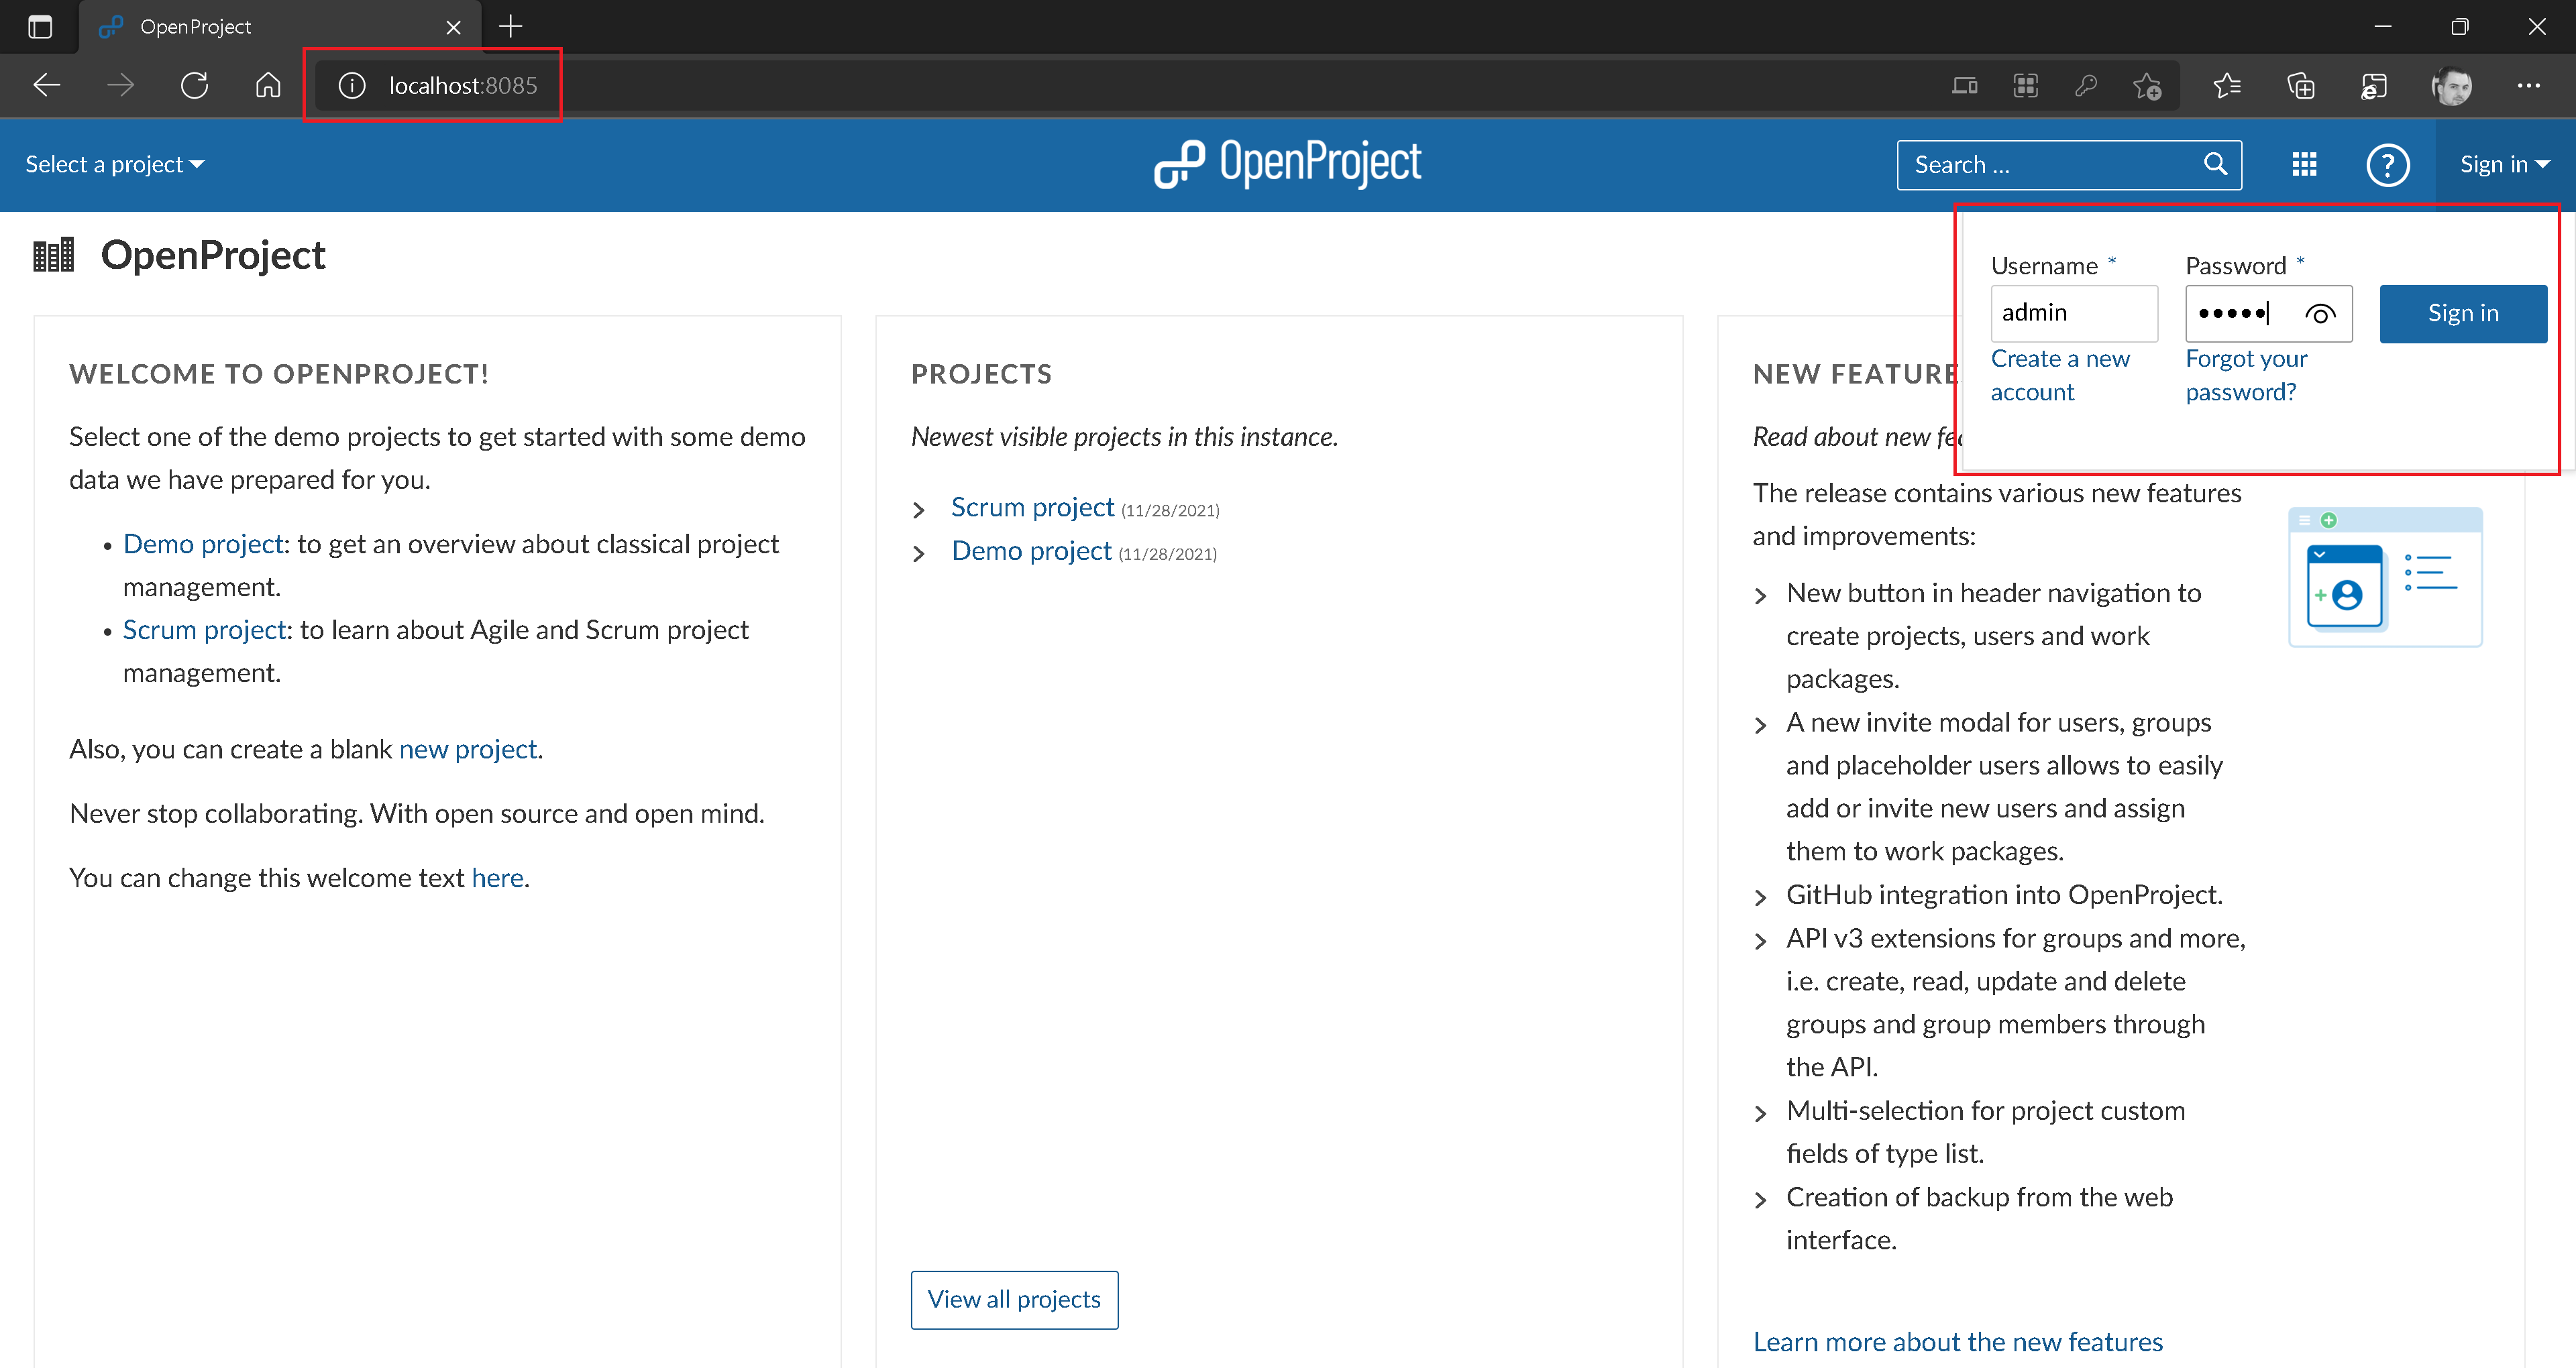 OpenProject
localhost:8085
Select a project
OpenProject
Search ...
?
Sign in
OpenProject
Username *
Password *
admin
•••••
Sign in
Create a new
account
Forgot your
password?
WELCOME TO OPENPROJECT!
Select one of the demo projects to get started with some demo
data we have prepared for you.
• Demo project: to get an overview about classical project
management.
• Scrum project: to learn about Agile and Scrum project
management.
Also, you can create a blank new project.
Never stop collaborating. With open source and open mind.
You can change this welcome text here.
PROJECTS
Newest visible projects in this instance.
Scrum project (11/28/2021)
Demo project (11/28/2021)
View all projects
NEW FEATURE
Read about new fe
The release contains various new features
and improvements:
New button in header navigation to
create projects, users and work
packages.
A new invite modal for users, groups
and placeholder users allows to easily
add or invite new users and assign
them to work packages.
GitHub integration into OpenProject.
API v3 extensions for groups and more,
i.e. create, read, update and delete
groups and group members through
the API.
Multi-selection for project custom
fields of type list.
Creation of backup from the web
interface.
Learn more about the new features